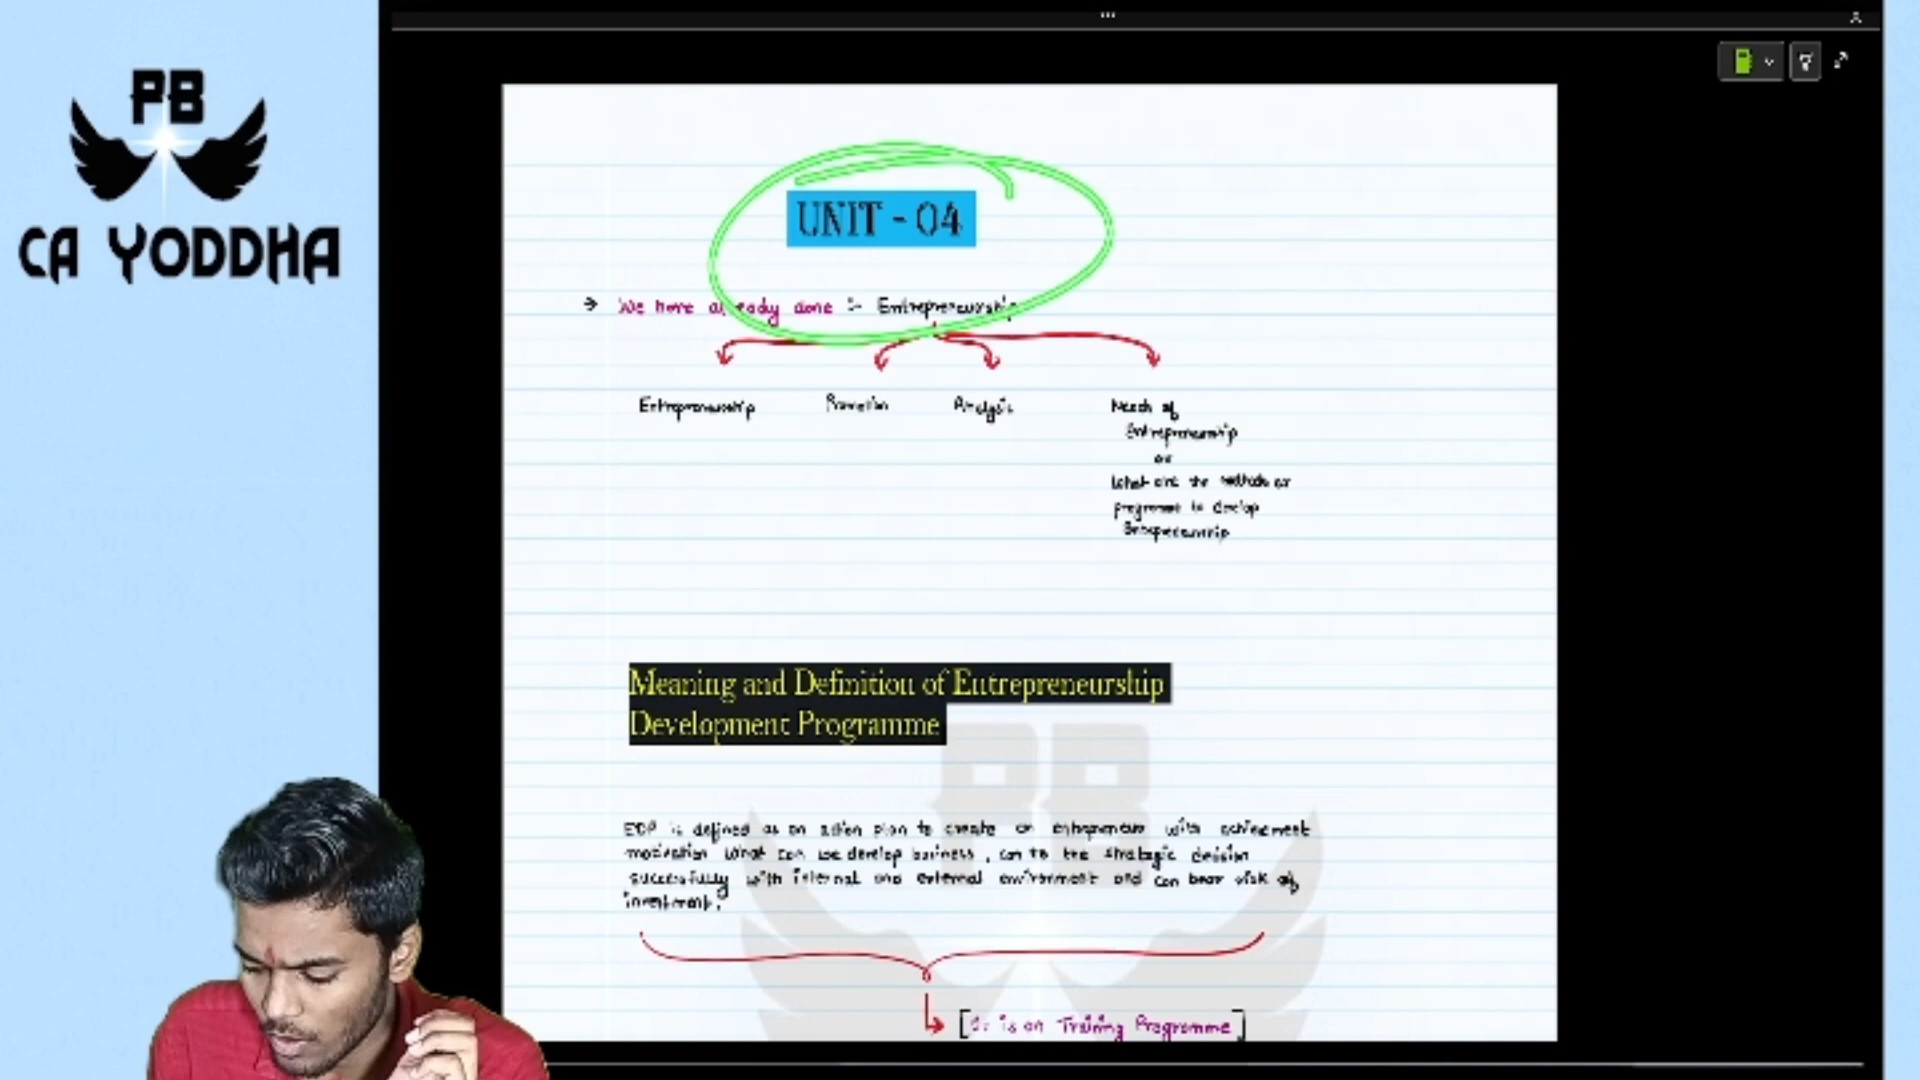 PB
CA YODDHA
UNIT - 04
→ We have already done :- Entrepreneurship
Entrepreneurship Promotion Analysis Needs of
Entrepreneurship
or
What are the methods or
programme to develop
Entrepreneurship
Meaning and Definition of Entrepreneurship
Development Programme
PB
EDP is defined as an action plan to create an entrepreneur with achievement
motivation what can we develop business, can to the strategic decision
successfully with internal and external environment and can bear risk of
investment.
[It is an Training Programme]